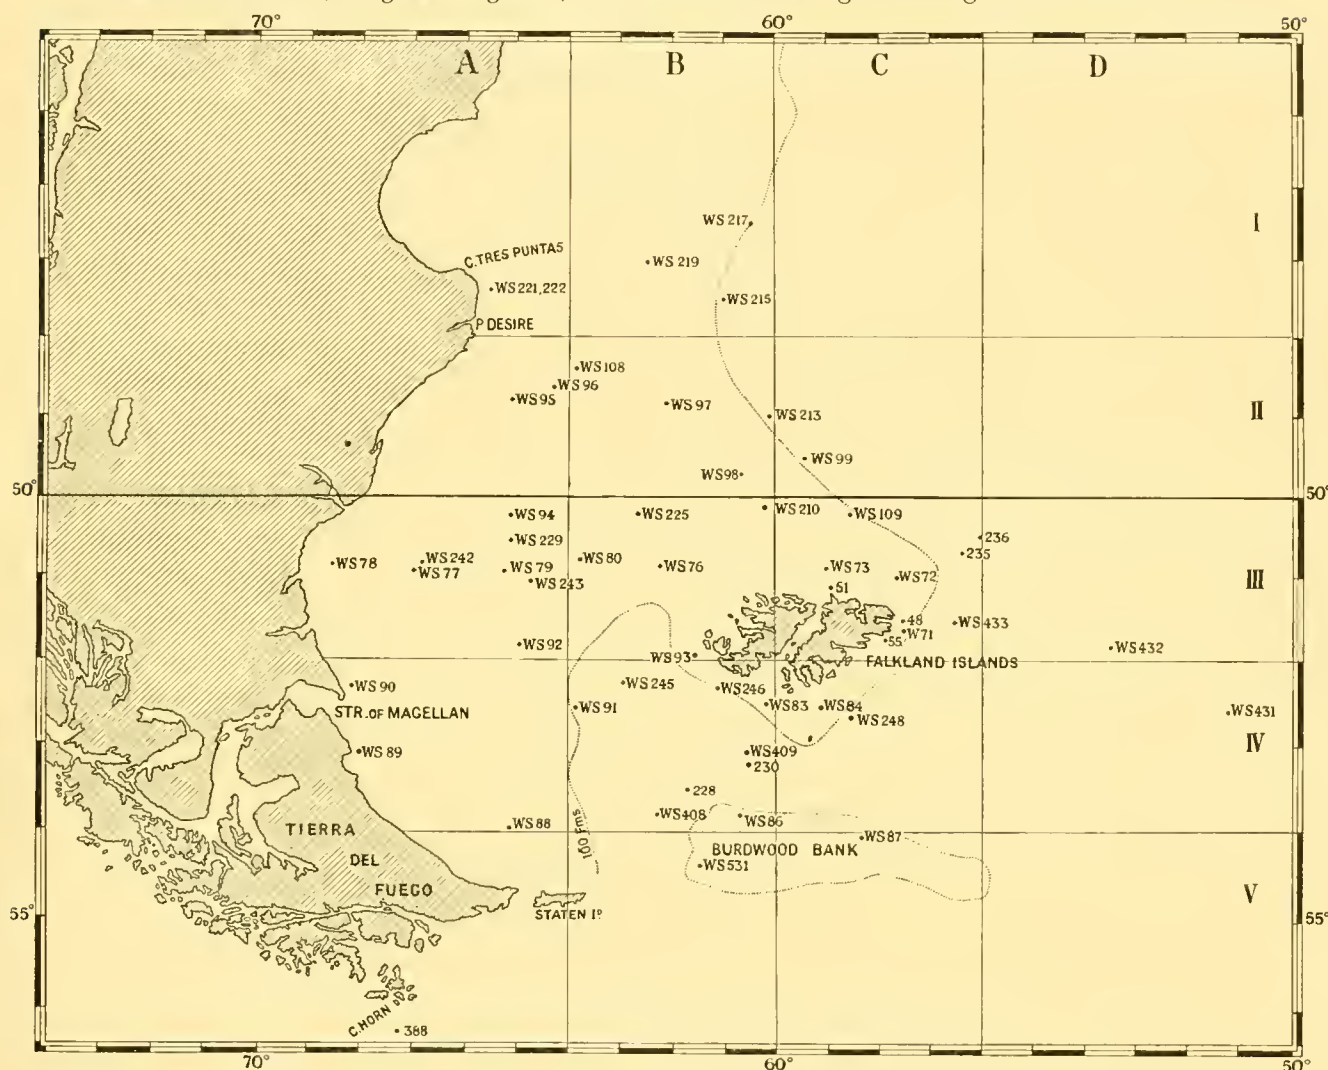 70°
60°
50°
A
B
C
D
WS 217
I
C. TRES PUNTAS
WS 219
WS 221,222
WS 215
P. DESIRE
WS 108
WS 96
WS 95
WS 97
WS 213
II
WS 99
WS98
50°
50°
WS 94
WS 225
WS 210
WS 109
WS 229
236
235
WS 78
WS 242
WS 80
WS 77
WS 79
WS 76
WS 73
WS 72
III
WS 243
51
48
WS 433
W71
WS 92
55
WS 432
WS 93
FALKLAND ISLANDS
WS 90
WS 245
WS 246
STR. OF MAGELLAN
WS 91
WS 83
WS 84
WS 431
WS 248
WS 89
WS 409
IV
230
228
WS 408
WS 86
WS 88
100 Fms
WS 87
TIERRA
DEL
FUEGO
BURDWOOD BANK
WS 531
V
STATEN Iº
55°
55°
C. HORN
388
70°
60°
50°